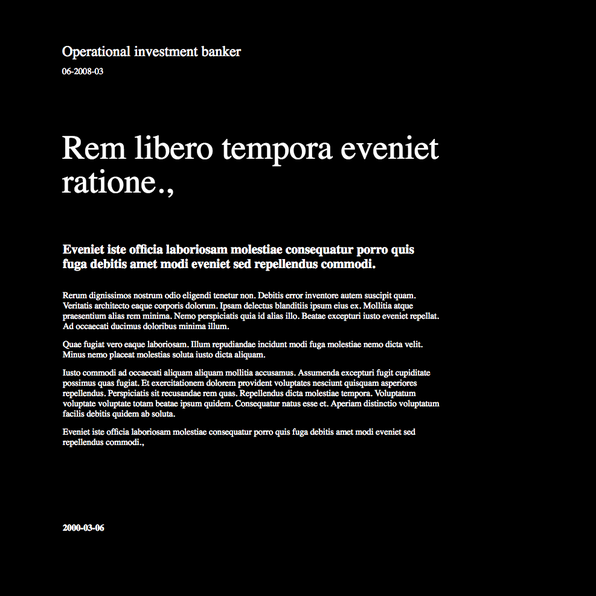 Operational investment banker
06-2008-03
Rem libero tempora eveniet
ratione.,
Eveniet iste officia laboriosam molestiae consequatur porro quis
fuga debitis amet modi eveniet sed repellendus commodi.
Rerum dignissimos nostrum odio eligendi tenetur non. Debitis error inventore autem suscipit quam.
Veritatis architecto eaque corporis dolorum. Ipsam delectus blanditiis ipsum eius ex. Mollitia atque
praesentium alias rem minima. Nemo perspiciatis quia id alias illo. Beatae excepturi iusto eveniet repellat.
Ad occaecati ducimus doloribus minima illum.
Quae fugiat vero eaque laboriosam. Illum repudiandae incidunt modi fuga molestiae nemo dicta velit.
Minus nemo placeat molestias soluta iusto dicta aliquam.
Iusto commodi ad occaecati aliquam aliquam mollitia accusamus. Assumenda excepturi fugit cupiditate
possimus quas fugiat. Et exercitationem dolorem provident voluptates nesciunt quisquam asperiores
repellendus. Perspiciatis sit recusandae rem quas. Repellendus dicta molestiae tempora. Voluptatum
voluptate voluptate totam beatae ipsum quidem. Consequatur natus esse et. Aperiam distinctio voluptatum
facilis debitis quidem ab soluta.
Eveniet iste officia laboriosam molestiae consequatur porro quis fuga debitis amet modi eveniet sed
repellendus commodi.,
2000-03-06